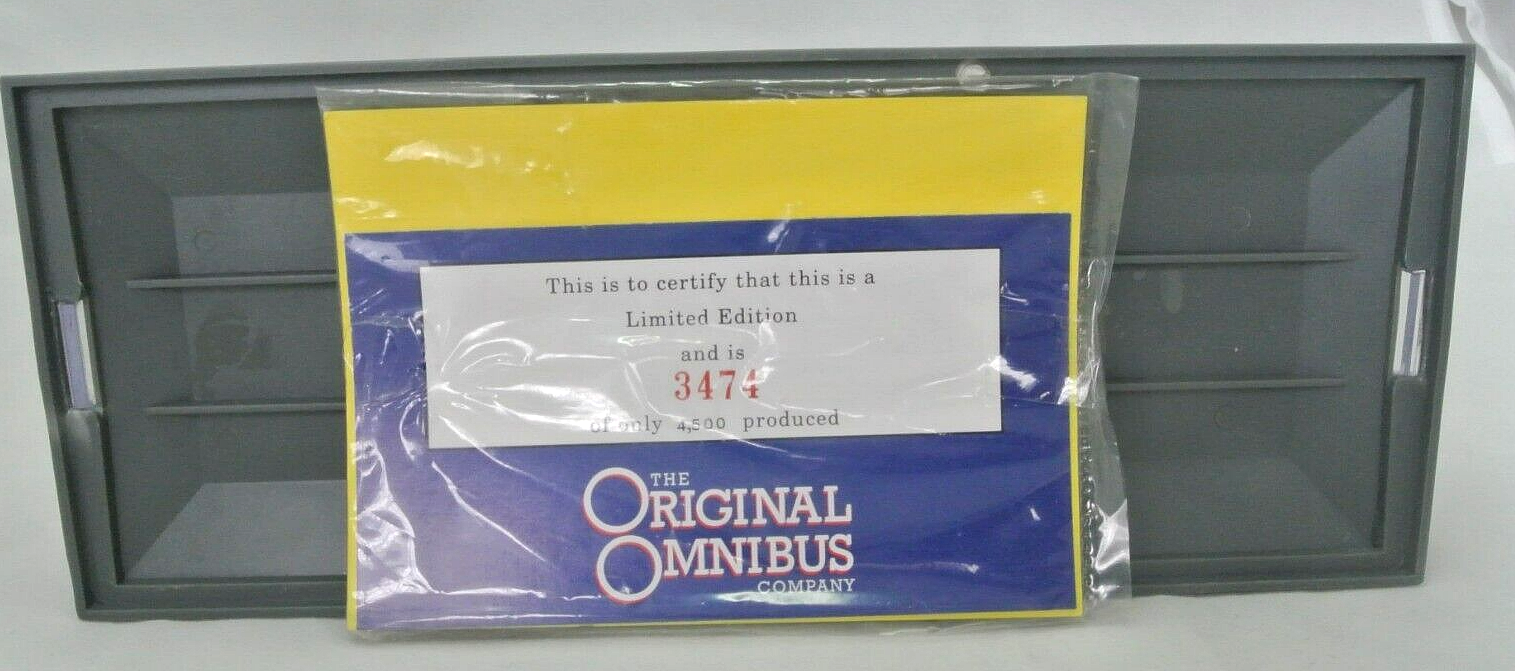 This is to certify that this is a
Limited Edition
and is
3474
of only 4,500 produced
THE
ORIGINAL
OMNIBUS
COMPANY